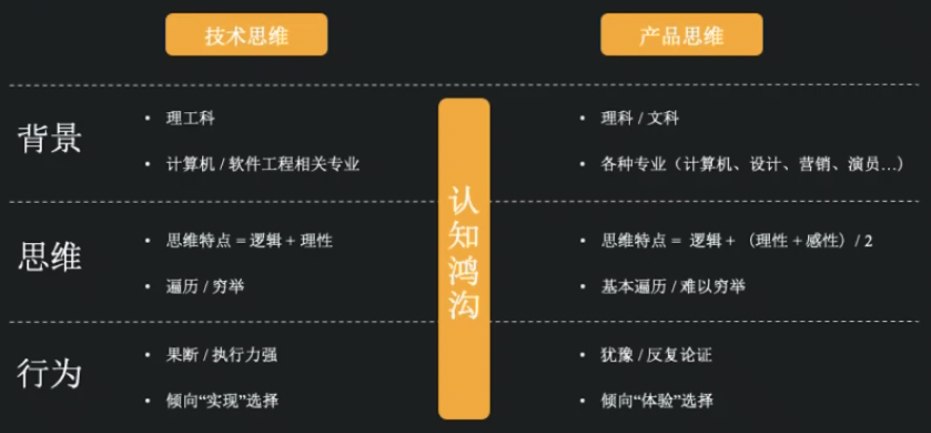 技术思维
产品思维
背景
• 理工科
• 计算机 / 软件工程相关专业
• 理科 / 文科
• 各种专业（计算机、设计、营销、演员...）
认知鸿沟
思维
• 思维特点 = 逻辑 + 理性
• 遍历 / 穷举
• 思维特点 = 逻辑 + （理性 + 感性）/ 2
• 基本遍历 / 难以穷举
行为
• 果断 / 执行力强
• 倾向“实现”选择
• 犹豫 / 反复论证
• 倾向“体验”选择